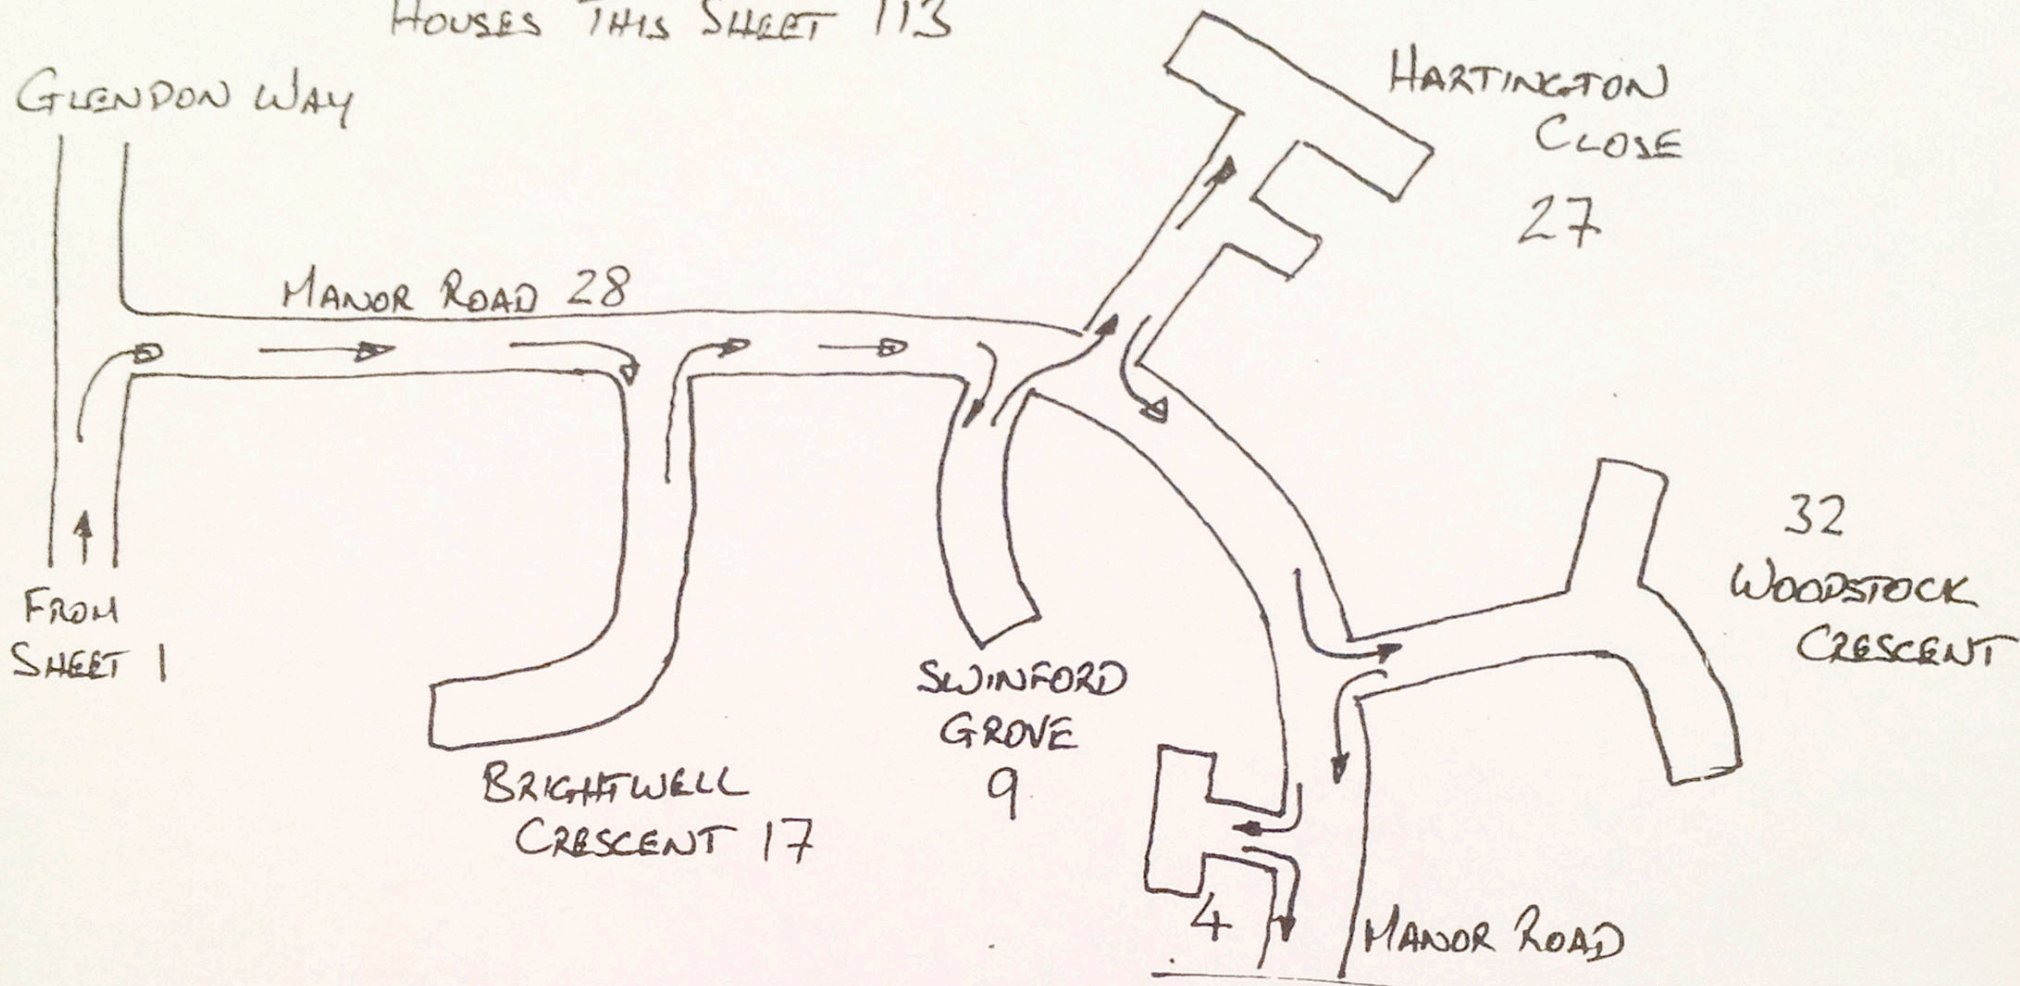 HOUSES THIS SHEET 113
GLENDON WAY
HARTINGTON
CLOSE
27
MANOR ROAD 28
32
WOODSTOCK
CRESCENT
FROM
SHEET 1
SWINFORD
GROVE
9
BRIGHTWELL
CRESCENT 17
4
MANOR ROAD